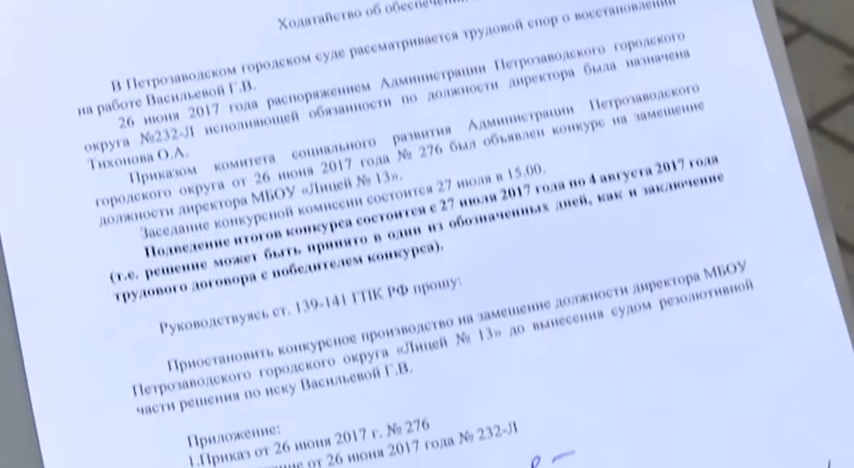 Ходатайство об обеспечен
В Петрозаводском городском суде рассматривается трудовой спор о восстановлении
на работе Васильевой Г.В.
26 июня 2017 года распоряжением Администрации Петрозаводского городского
округа №232-Л исполняющей обязанности по должности директора была назначена
Тихонова О.А.
Приказом комитета социального развития Администрации Петрозаводского
городского округа от 26 июня 2017 года № 276 был объявлен конкурс на замещение
должности директора МБОУ «Лицей № 13».
Заседание конкурсной комиссии состоится 27 июля в 15.00.
Подведение итогов конкурса состоится с 27 июля 2017 года по 4 августа 2017 года
(т.е. решение может быть принято в один из обозначенных дней, как и заключение
трудового договора с победителем конкурса).
Руководствуясь ст. 139-141 ГПК РФ прошу:
Приостановить конкурсное производство на замещение должности директора МБОУ
Петрозаводского городского округа «Лицей № 13» до вынесения судом резолютивной
части решения по иску Васильевой Г.В.
Приложение:
1.Приказ от 26 июня 2017 г. № 276
от 26 июня 2017 года № 232-Л